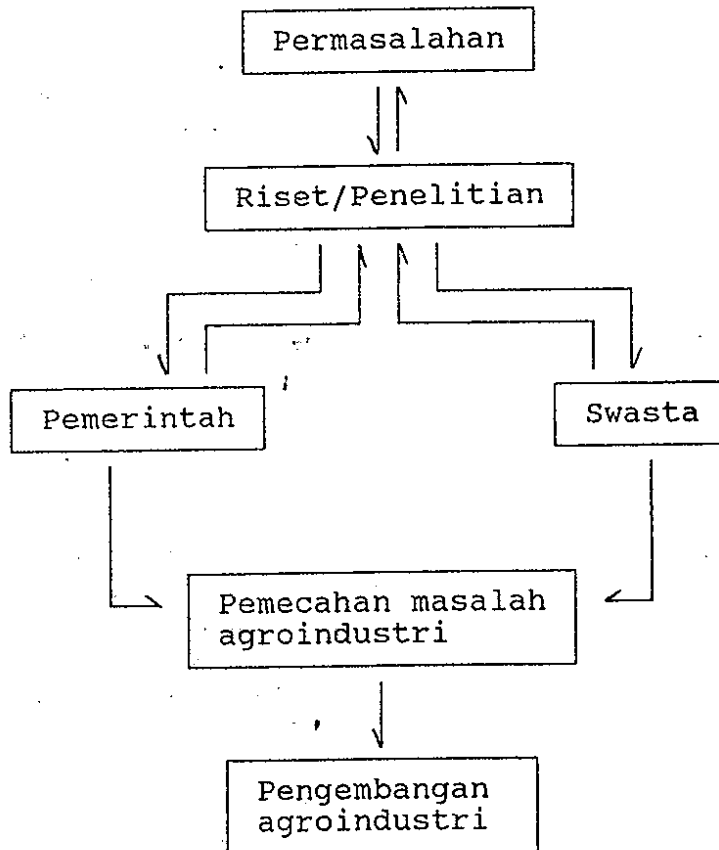 Permasalahan
Riset/Penelitian
Pemerintah
Swasta
Pemecahan masalah
agroindustri
Pengembangan
agroindustri